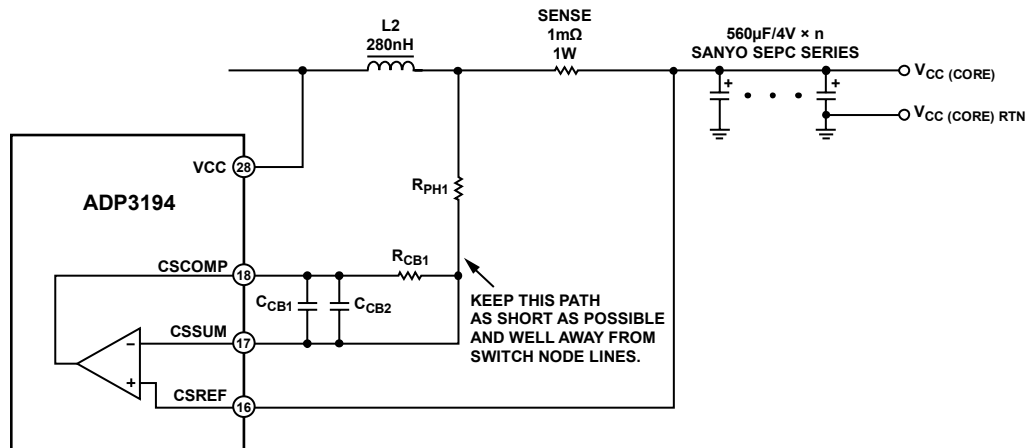 L2
280nH
SENSE
1mΩ
1W
560µF/4V × n
SANYO SEPC SERIES
+
+
VCC (CORE)
VCC (CORE) RTN
VCC
28
ADP3194
RPH1
CSCOMP
18
RCB1
CCB1
CCB2
KEEP THIS PATH
AS SHORT AS POSSIBLE
AND WELL AWAY FROM
SWITCH NODE LINES.
CSSUM
17
–
+
CSREF
16